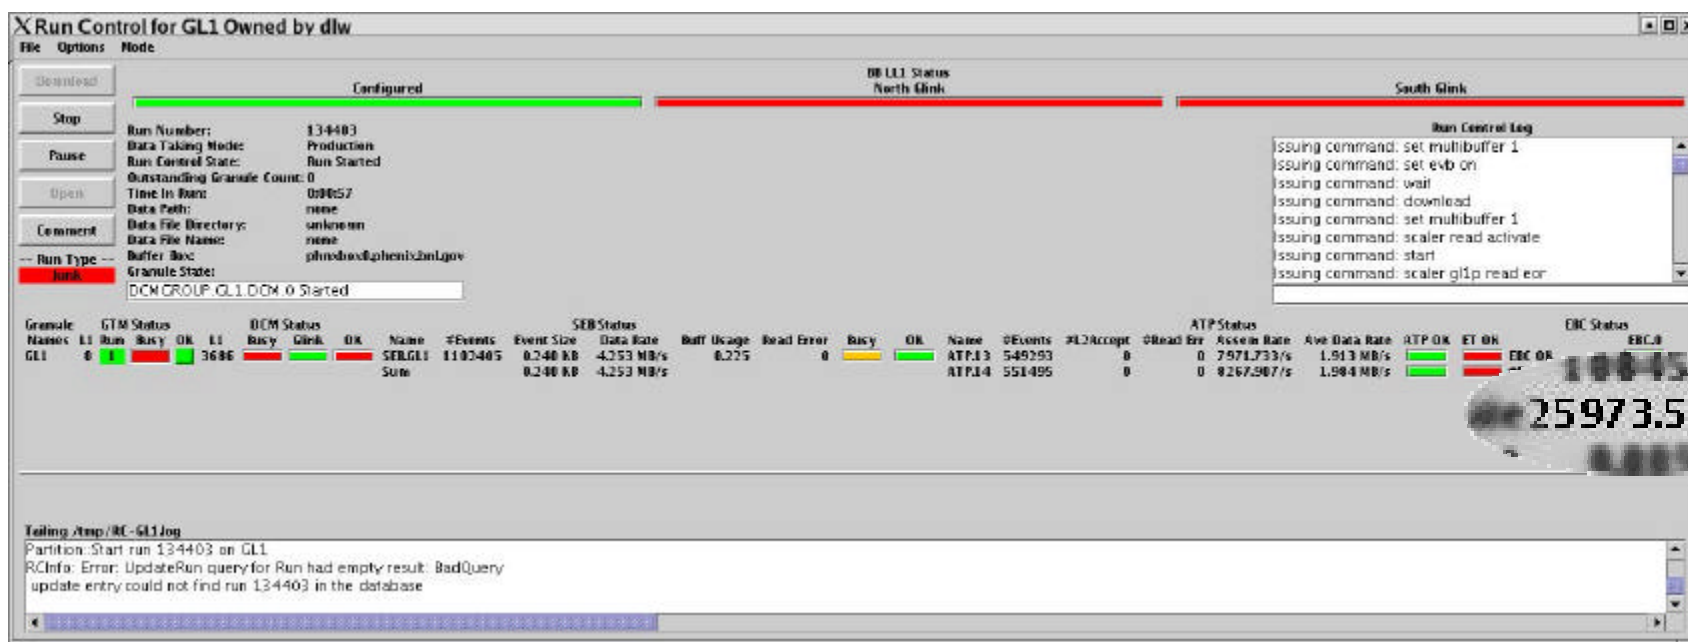 X Run Control for GL1 Owned by dlw
File Options Node
Download
BB LL1 Status
Configured North Glink South Glink
Stop
Pause
Open
Comment
-- Run Type --
Junk
Run Number: 134403
Data Taking Mode: Production
Run Control State: Run Started
Outstanding Granule Count: 0
Time In Run: 0:00:57
Data Path: none
Data File Directory: unknown
Data File Name: none
Buffer Box:
Granule State:
DCMGROUP.GL1.DCM.0 Started
Run Control Log
Issuing command: set multibuffer 1
Issuing command: set evb on
Issuing command: wait
Issuing command: download
Issuing command: set multibuffer 1
Issuing command: scaler read activate
Issuing command: start
Issuing command: scaler gl1p read eor
Granule GTM Status DCM Status SEB Status ATP Status EBC Status
Names L1 Run Busy OK L1 Busy Glink OK Name #Events Event Size Data Rate Buff Usage Read Error Busy OK Name #Events #L2Accept #Read Err Assem Rate Ave Data Rate ATP OK ET OK EBC.0
GL1 0 1 3686 SEB.GL1 1102405 0.240 KB 4.253 MB/s 0.225 0 ATP.13 549293 0 0 7971.733/s 1.913 MB/s EBC OK
Sum 0.240 KB 4.253 MB/s ATP.14 551495 0 0 8267.907/s 1.984 MB/s
25973.5
Tailing /tmp/RC-GL1.log
Partition::Start run 134403 on GL1
RCInfo: Error: UpdateRun query for Run had empty result: BadQuery
update entry could not find run 134403 in the database